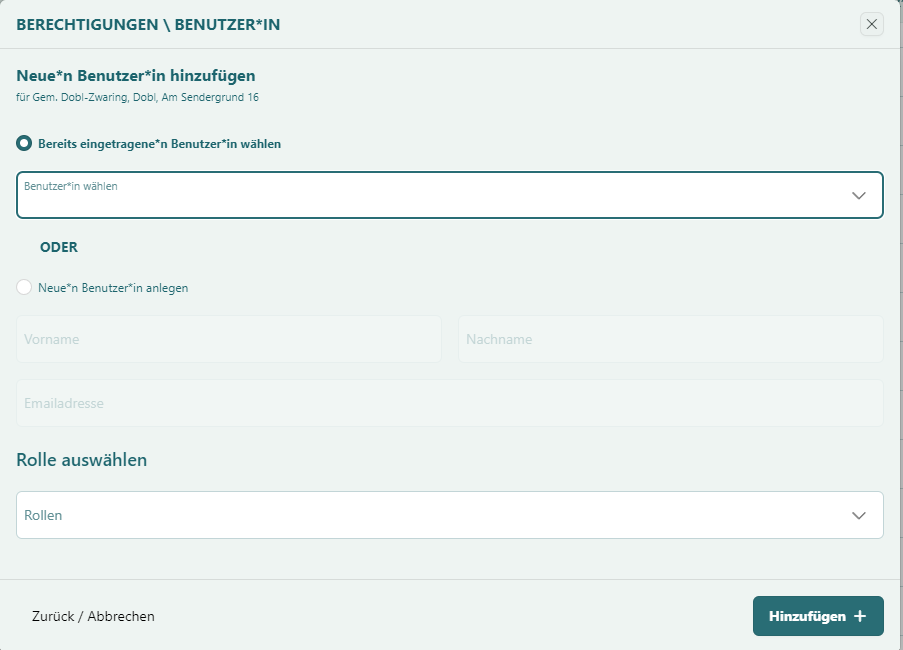 BERECHTIGUNGEN \ BENUTZER*IN
Neue*n Benutzer*in hinzufügen
für Gem. Dobl-Zwaring, Dobl, Am Sendergrund 16
Bereits eingetragene*n Benutzer*in wählen
Benutzer*in wählen
ODER
Neue*n Benutzer*in anlegen
Vorname
Nachname
Emailadresse
Rolle auswählen
Rollen
Zurück / Abbrechen
Hinzufügen +